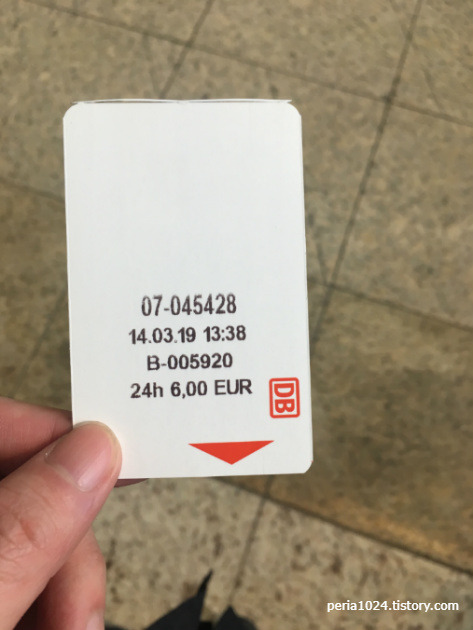 07-045428
14.03.19 13:38
B-005920
24h 6,00 EUR
DB
peria1024.tistory.com